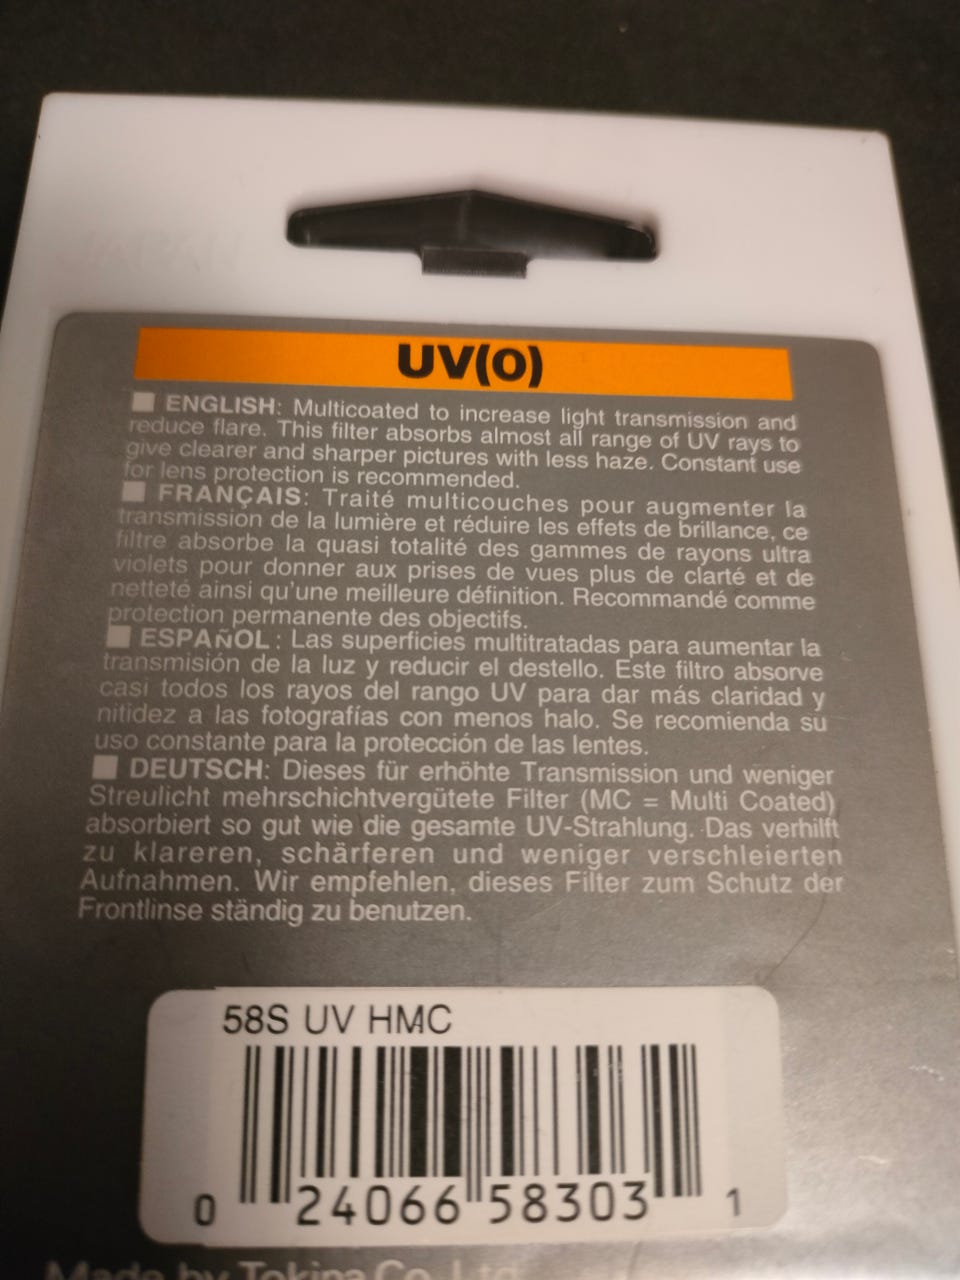 UV(0)
■ ENGLISH: Multicoated to increase light transmission and
reduce flare. This filter absorbs almost all range of UV rays to
give clearer and sharper pictures with less haze. Constant use
for lens protection is recommended.
■ FRANÇAIS: Traité multicouches pour augmenter la
transmission de la lumière et réduire les effets de brillance, ce
filtre absorbe la quasi totalité des gammes de rayons ultra
violets pour donner aux prises de vues plus de clarté et de
netteté ainsi qu'une meilleure définition. Recommandé comme
protection permanente des objectifs.
■ ESPAÑOL: Las superficies multitratadas para aumentar la
transmisión de la luz y reducir el destello. Este filtro absorve
casi todos los rayos del rango UV para dar más claridad y
nitidez a las fotografías con menos halo. Se recomienda su
uso constante para la protección de las lentes.
■ DEUTSCH: Dieses für erhöhte Transmission und weniger
Streulicht mehrschichtvergütete Filter (MC = Multi Coated)
absorbiert so gut wie die gesamte UV-Strahlung. Das verhilft
zu klareren, schärferen und weniger verschleierten
Aufnahmen. Wir empfehlen, dieses Filter zum Schutz der
Frontlinse ständig zu benutzen.
58S UV HMC
0 24066 58303 1
Made by Tokina Co., Ltd.